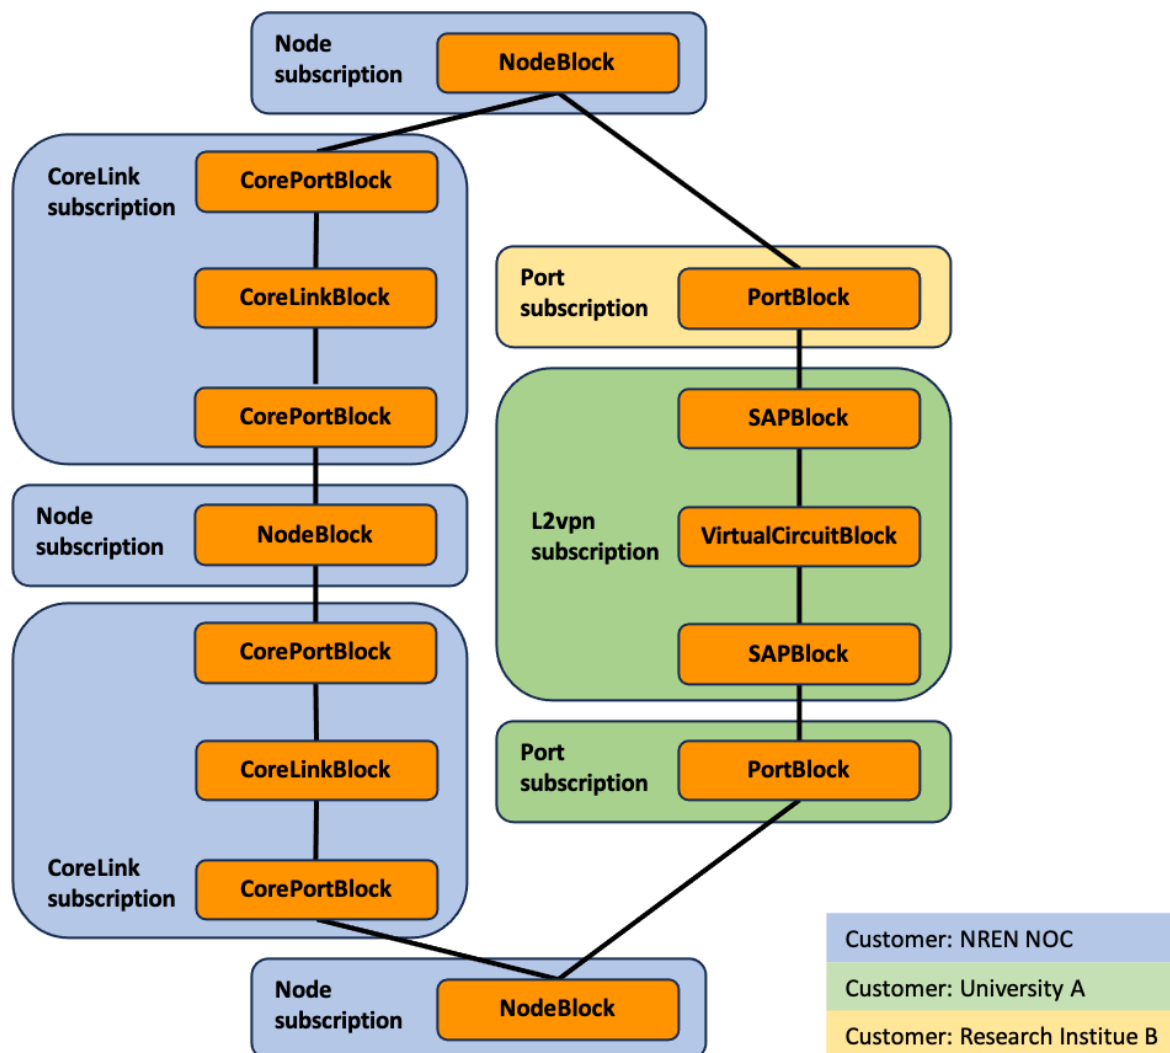 Node
subscription
NodeBlock
CoreLink
subscription
CorePortBlock
CoreLinkBlock
CorePortBlock
Port
subscription
PortBlock
SAPBlock
L2vpn
subscription
VirtualCircuitBlock
SAPBlock
Node
subscription
NodeBlock
CorePortBlock
CoreLinkBlock
CoreLink
subscription
CorePortBlock
Port
subscription
PortBlock
Node
subscription
NodeBlock
Customer: NREN NOC
Customer: University A
Customer: Research Institue B